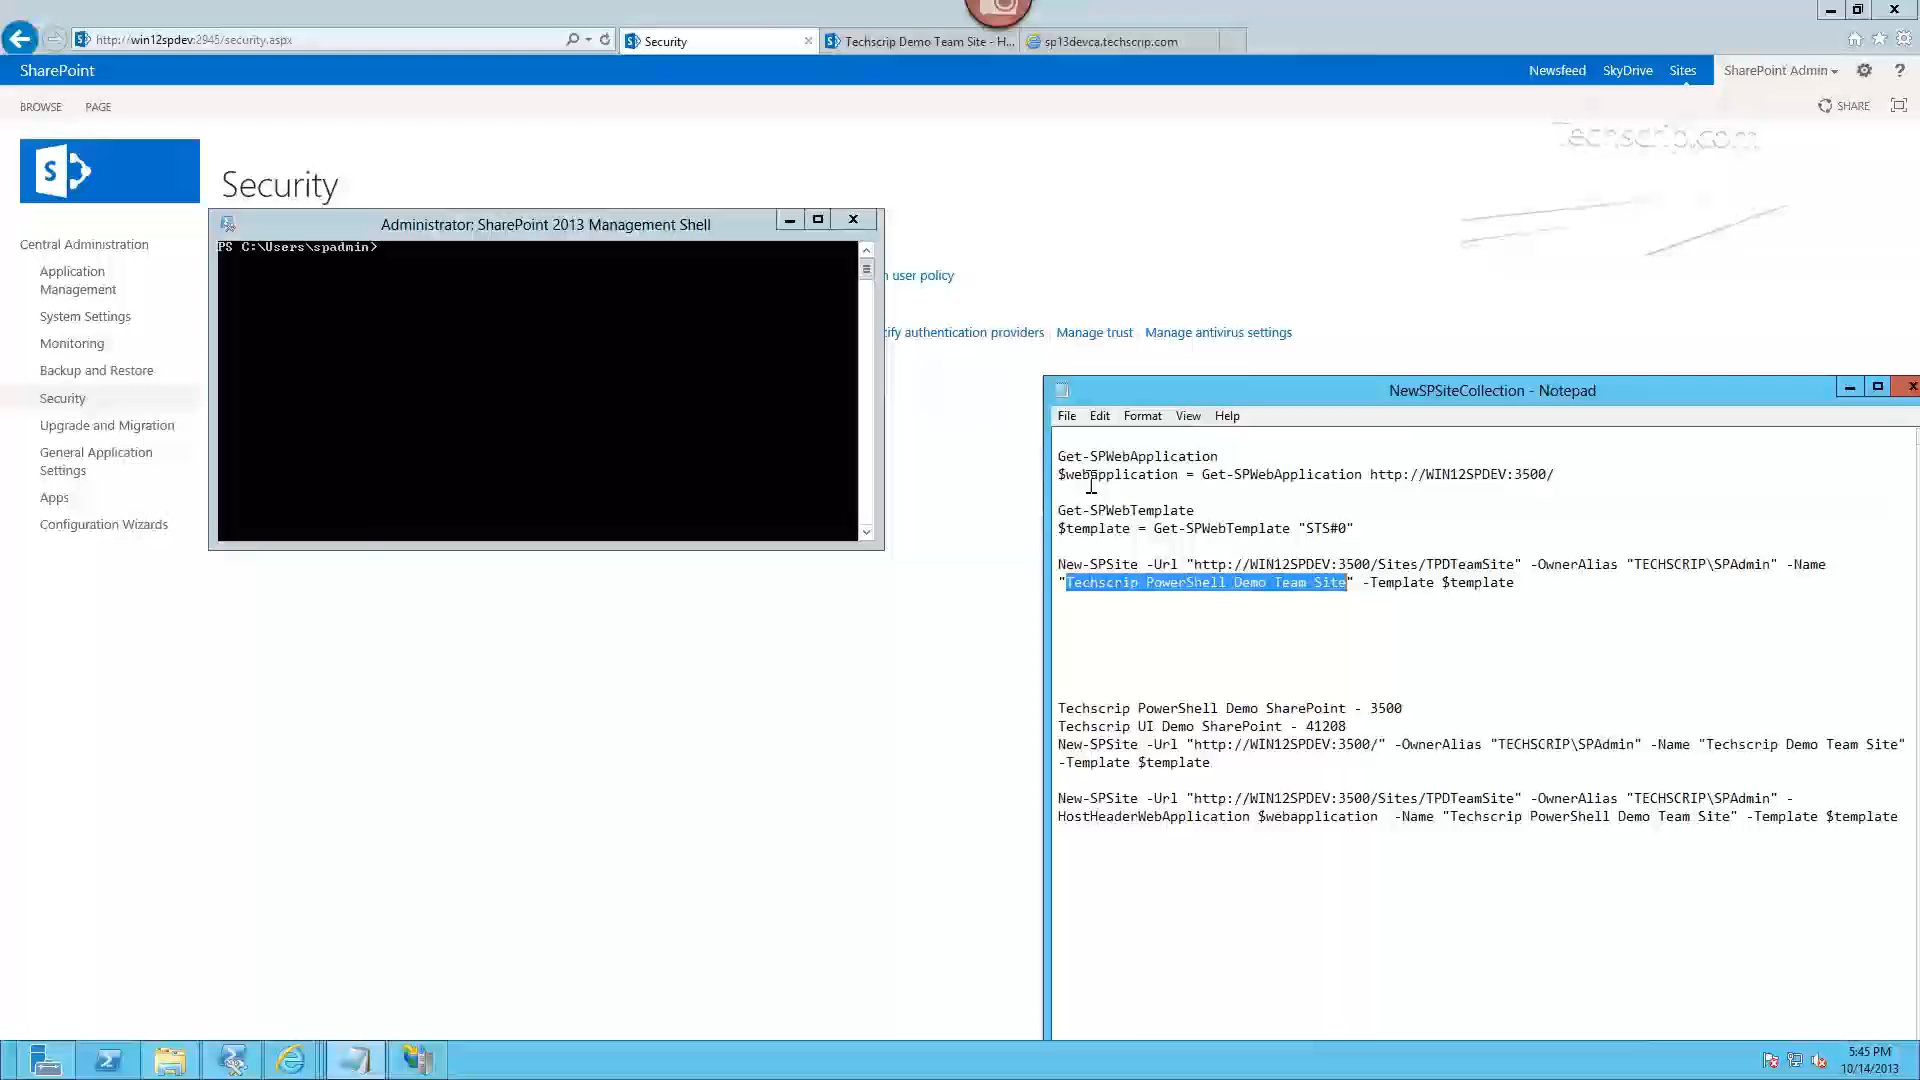 http://win12spdev:2945/security.aspx
Security
Techscrip Demo Team Site - H...
sp13devca.techscrip.com
SharePoint
Newsfeed
SkyDrive
Sites
SharePoint Admin
?
BROWSE
PAGE
SHARE
Techscrip.com
S
Security
Central Administration
Application
Management
System Settings
Monitoring
Backup and Restore
Security
Upgrade and Migration
General Application
Settings
Apps
Configuration Wizards
Administrator: SharePoint 2013 Management Shell
PS C:\Users\spadmin>
user policy
ify authentication providers
Manage trust
Manage antivirus settings
NewSPSiteCollection - Notepad
File Edit Format View Help
Get-SPWebApplication
$webapplication = Get-SPWebApplication http://WIN12SPDEV:3500/
Get-SPWebTemplate
$template = Get-SPWebTemplate "STS#0"
New-SPSite -Url "http://WIN12SPDEV:3500/Sites/TPDTeamSite" -OwnerAlias "TECHSCRIP\SPAdmin" -Name
"Techscrip PowerShell Demo Team Site" -Template $template
Techscrip PowerShell Demo SharePoint - 3500
Techscrip UI Demo SharePoint - 41208
New-SPSite -Url "http://WIN12SPDEV:3500/" -OwnerAlias "TECHSCRIP\SPAdmin" -Name "Techscrip Demo Team Site"
-Template $template
New-SPSite -Url "http://WIN12SPDEV:3500/Sites/TPDTeamSite" -OwnerAlias "TECHSCRIP\SPAdmin" -
HostHeaderWebApplication $webapplication  -Name "Techscrip PowerShell Demo Team Site" -Template $template
5:45 PM
10/14/2013